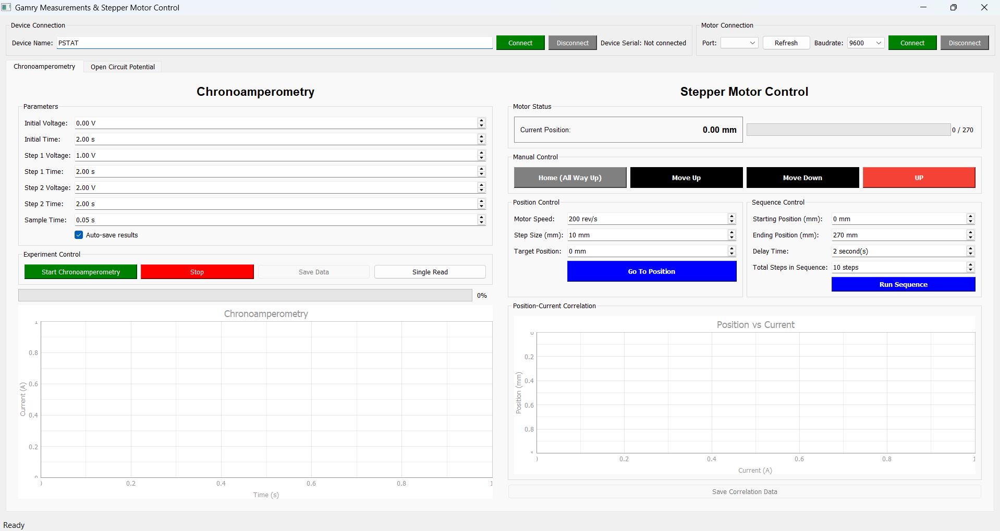 Gamry Measurements & Stepper Motor Control
Device Connection
Device Name: PSTAT Connect Disconnect Device Serial: Not connected
Motor Connection
Port: Refresh Baudrate: 9600 Connect Disconnect
Chronoamperometry Open Circuit Potential
Chronoamperometry
Parameters
Initial Voltage: 0.00 V
Initial Time: 2.00 s
Step 1 Voltage: 1.00 V
Step 1 Time: 2.00 s
Step 2 Voltage: 2.00 V
Step 2 Time: 2.00 s
Sample Time: 0.05 s
Auto-save results
Experiment Control
Start Chronoamperometry Stop Save Data Single Read
0%
Chronoamperometry
1
0.8
0.6
0.4
0.2
0
Current (A)
0.2 0.4 0.6 0.8 1
Time (s)
Stepper Motor Control
Motor Status
Current Position: 0.00 mm 0 / 270
Manual Control
Home (All Way Up) Move Up Move Down UP
Position Control
Motor Speed: 200 rev/s
Step Size (mm): 10 mm
Target Position: 0 mm
Go To Position
Sequence Control
Starting Position (mm): 0 mm
Ending Position (mm): 270 mm
Delay Time: 2 second(s)
Total Steps in Sequence: 10 steps
Run Sequence
Position-Current Correlation
Position vs Current
0
0.2
0.4
0.6
0.8
1
Position (mm)
0.2 0.4 0.6 0.8 1
Current (A)
Save Correlation Data
Ready